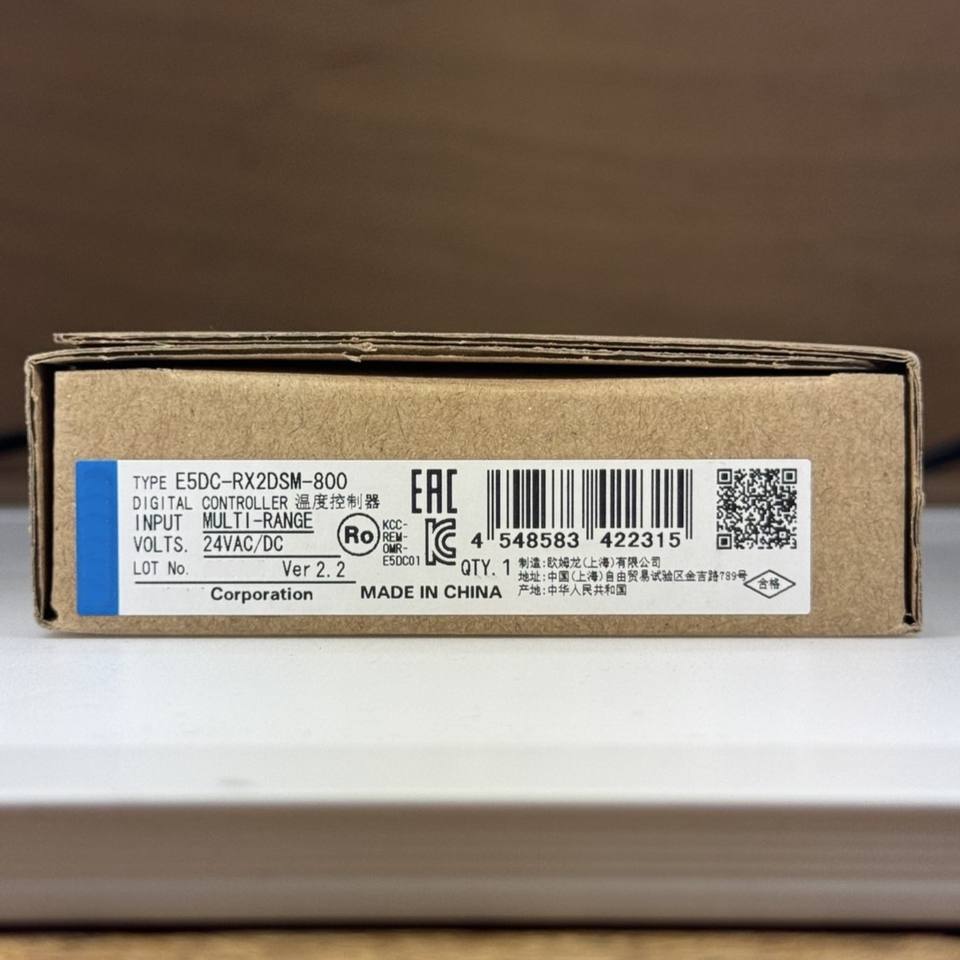 TYPE E5DC-RX2DSM-800
DIGITAL CONTROLLER 温度控制器
INPUT MULTI-RANGE
VOLTS. 24VAC/DC
LOT No. Ver 2.2
Corporation
Ro
KCC-
REM-
OMR-
E5DC01
EAC
KC
4 548583 422315
QTY. 1
MADE IN CHINA
制造:欧姆龙(上海)有限公司
地址:中国(上海)自由贸易试验区金吉路789号
产地:中华人民共和国
合格